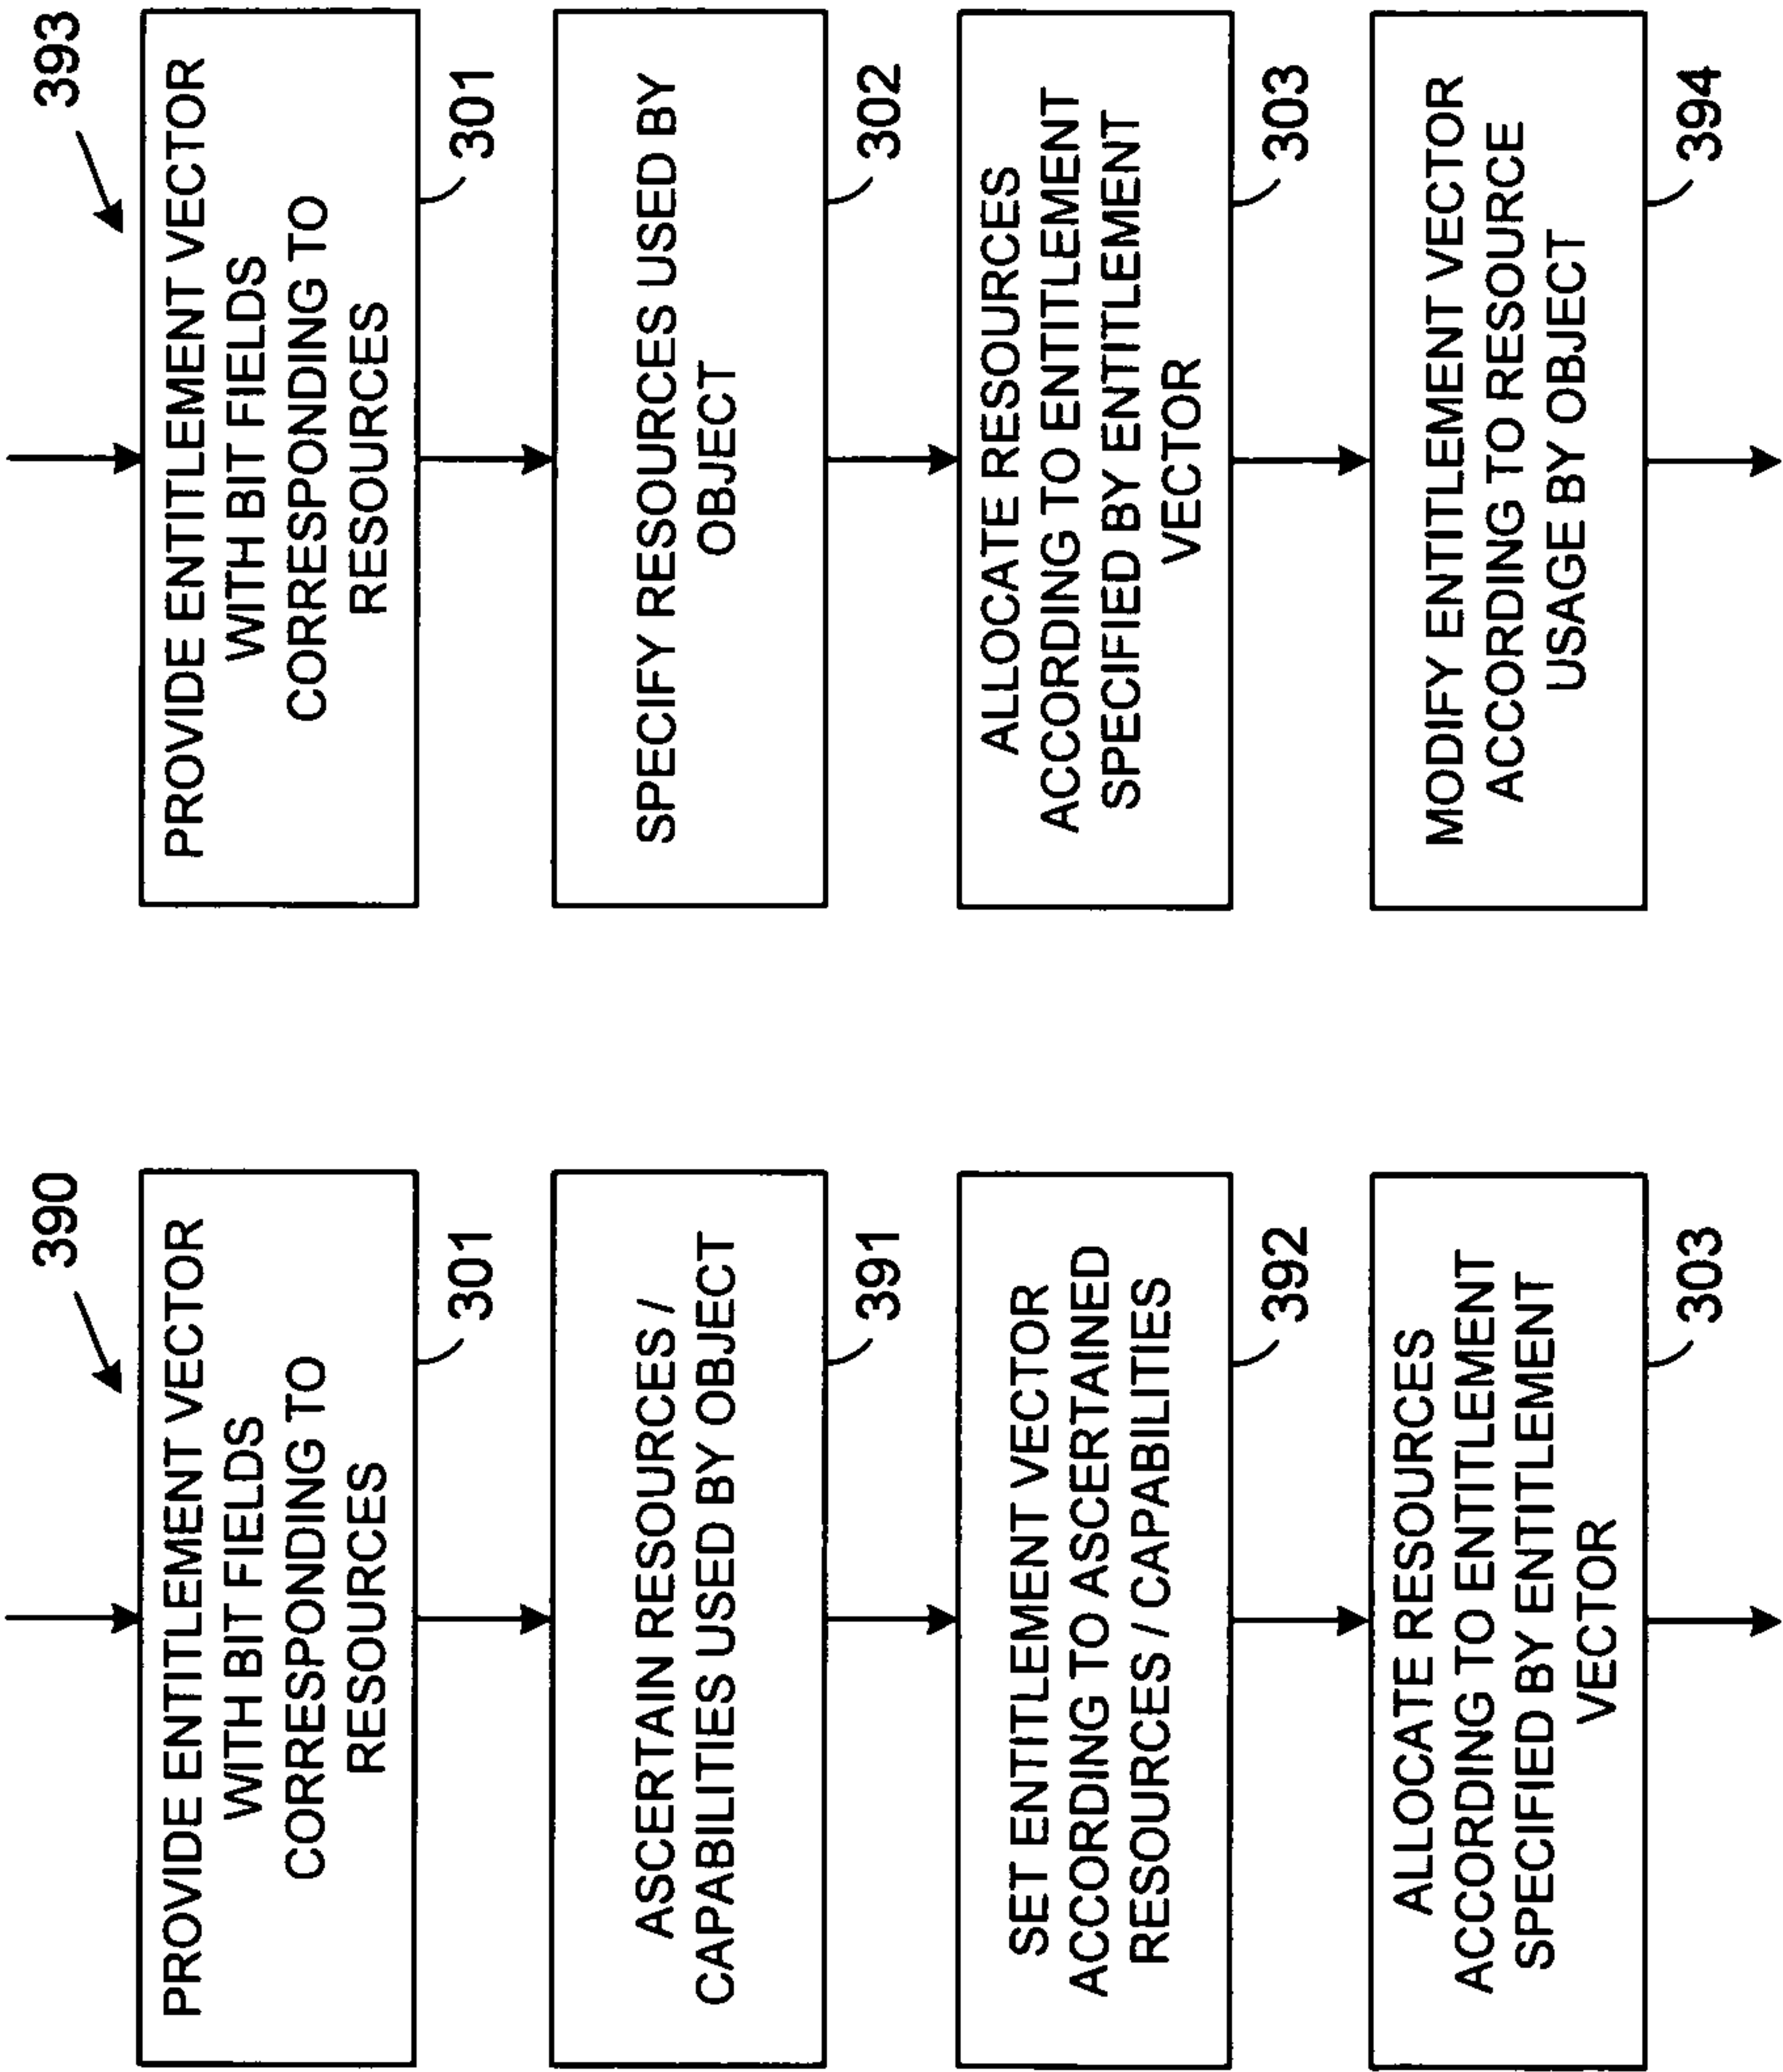 390
PROVIDE ENTITLEMENT VECTOR
WITH BIT FIELDS
CORRESPONDING TO
RESOURCES
301
ASCERTAIN RESOURCES /
CAPABILITIES USED BY OBJECT
391
SET ENTITLEMENT VECTOR
ACCORDING TO ASCERTAINED
RESOURCES / CAPABILITIES
392
ALLOCATE RESOURCES
ACCORDING TO ENTITLEMENT
SPECIFIED BY ENTITLEMENT
VECTOR
303
393
PROVIDE ENTITLEMENT VECTOR
WITH BIT FIELDS
CORRESPONDING TO
RESOURCES
301
SPECIFY RESOURCES USED BY
OBJECT
302
ALLOCATE RESOURCES
ACCORDING TO ENTITLEMENT
SPECIFIED BY ENTITLEMENT
VECTOR
303
MODIFY ENTITLEMENT VECTOR
ACCORDING TO RESOURCE
USAGE BY OBJECT
394